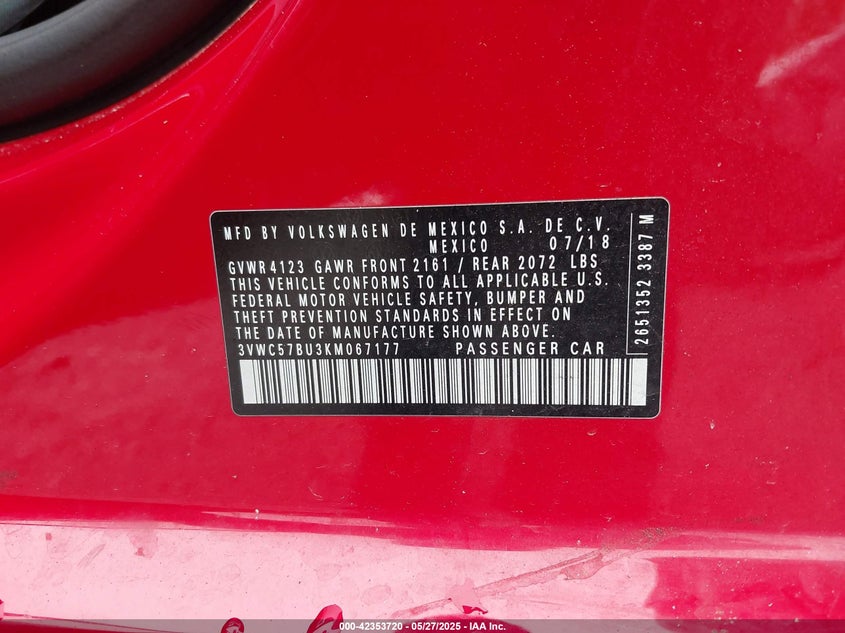 MFD BY VOLKSWAGEN DE MEXICO S.A. DE C.V.
MEXICO 07/18
GVWR 4123 GAWR FRONT 2161 / REAR 2072 LBS
THIS VEHICLE CONFORMS TO ALL APPLICABLE U.S.
FEDERAL MOTOR VEHICLE SAFETY, BUMPER AND
THEFT PREVENTION STANDARDS IN EFFECT ON
THE DATE OF MANUFACTURE SHOWN ABOVE.
3VWC57BU3KM067177 PASSENGER CAR
2651352 3387 M
000-42353720 - 05/27/2025 - IAA Inc.